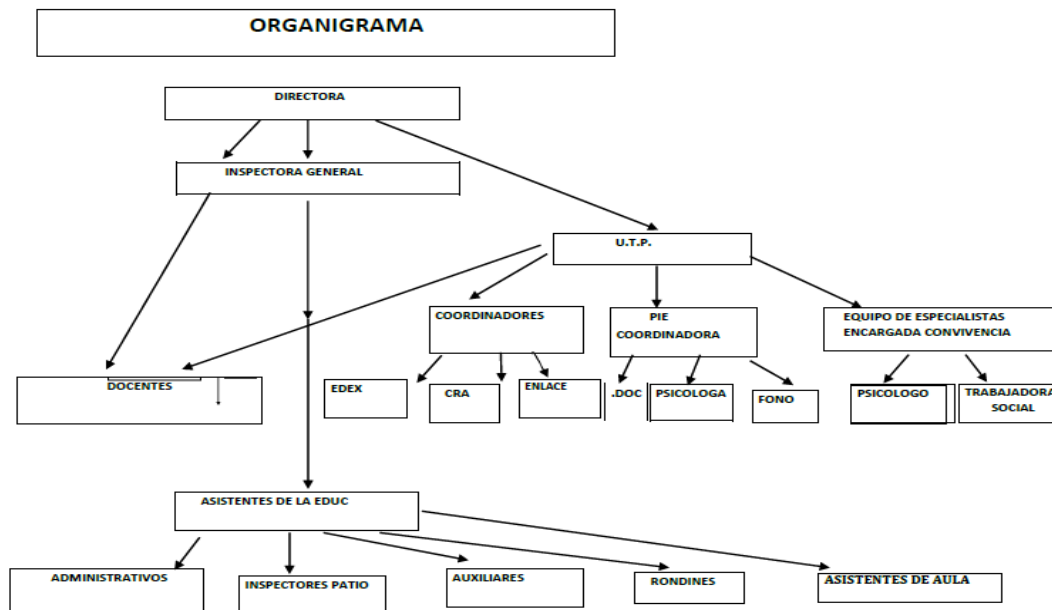 ORGANIGRAMA
DIRECTORA
INSPECTORA GENERAL
U.T.P.
COORDINADORES
PIE
COORDINADORA
EQUIPO DE ESPECIALISTAS
ENCARGADA CONVIVENCIA
DOCENTES
EDEX
CRA
ENLACE
.DOC
PSICOLOGA
FONO
PSICOLOGO
TRABAJADORA
SOCIAL
ASISTENTES DE LA EDUC
ADMINISTRATIVOS
INSPECTORES PATIO
AUXILIARES
RONDINES
ASISTENTES DE AULA